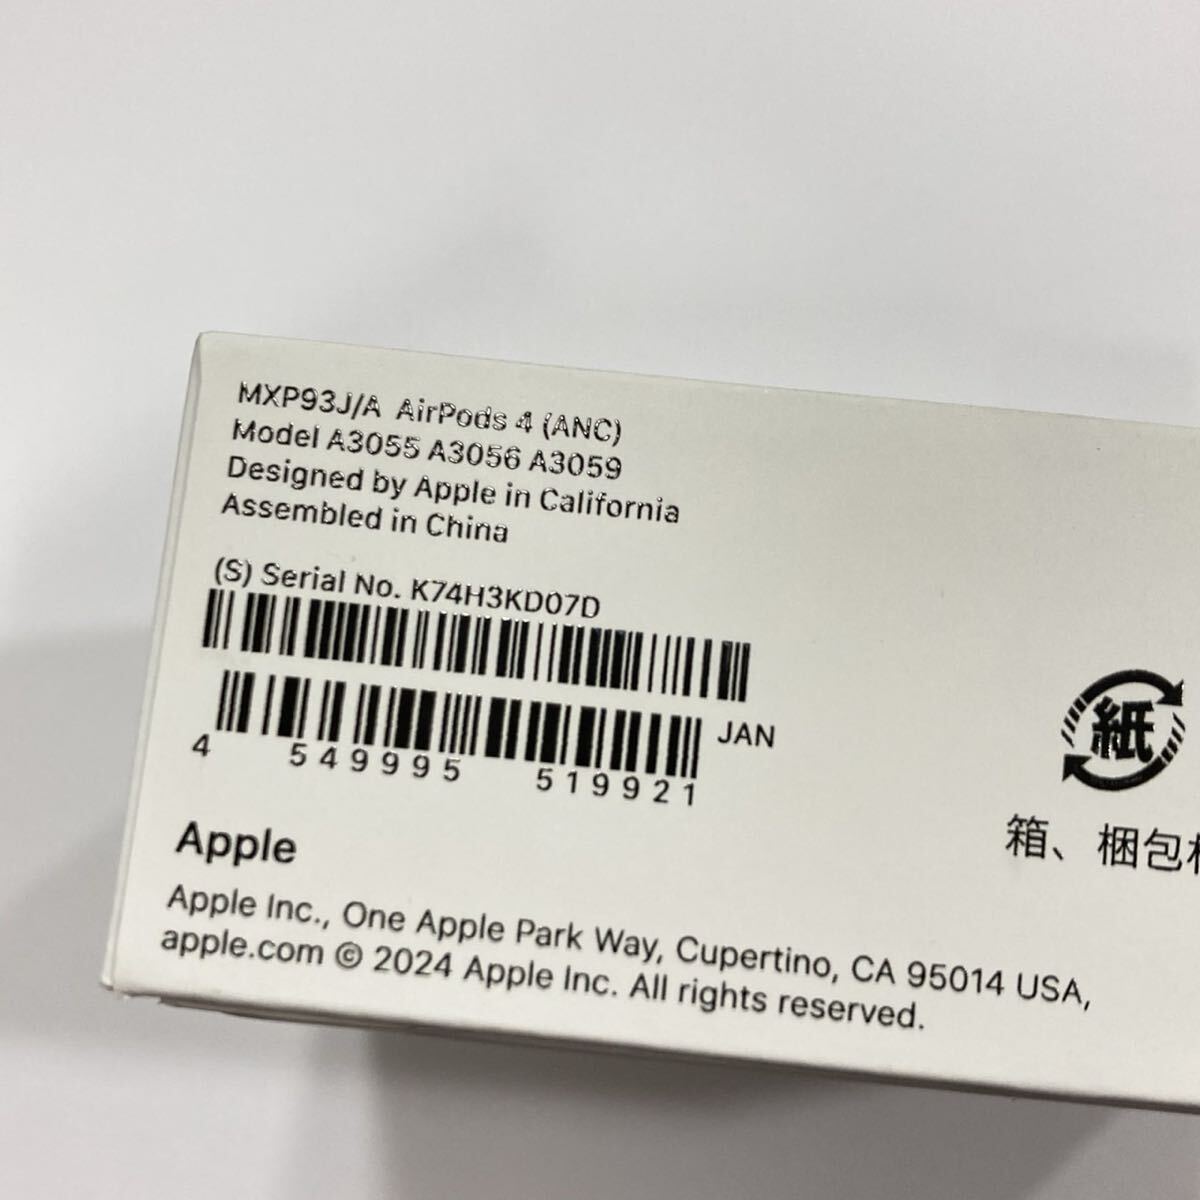 MXP93J/A AirPods 4 (ANC)
Model A3055 A3056 A3059
Designed by Apple in California
Assembled in China
(S) Serial No. K74H3KD07D
JAN
4 549995 519921
Apple
Apple Inc., One Apple Park Way, Cupertino, CA 95014 USA,
apple.com © 2024 Apple Inc. All rights reserved.
紙
箱、梱包